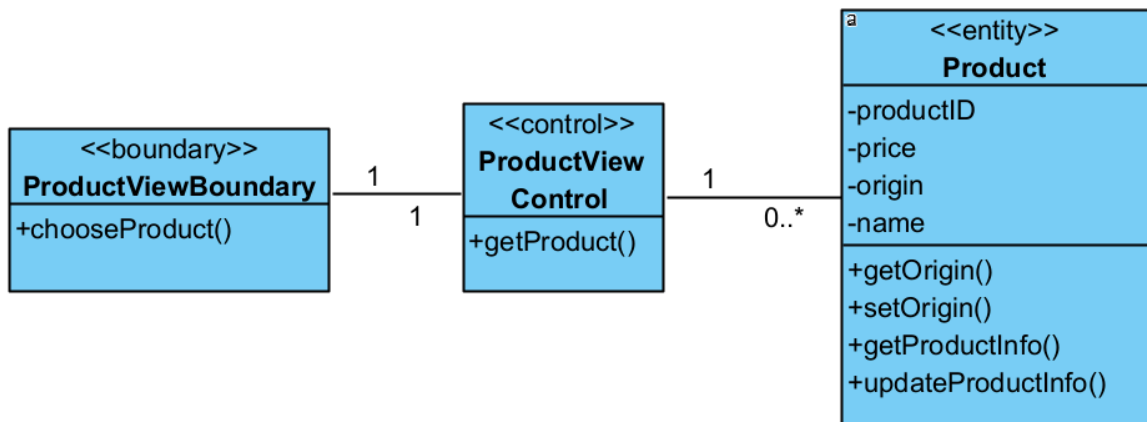 <<boundary>>
ProductViewBoundary
+chooseProduct()
1
1
<<control>>
ProductView
Control
+getProduct()
1
0..*
a
<<entity>>
Product
-productID
-price
-origin
-name
+getOrigin()
+setOrigin()
+getProductInfo()
+updateProductInfo()